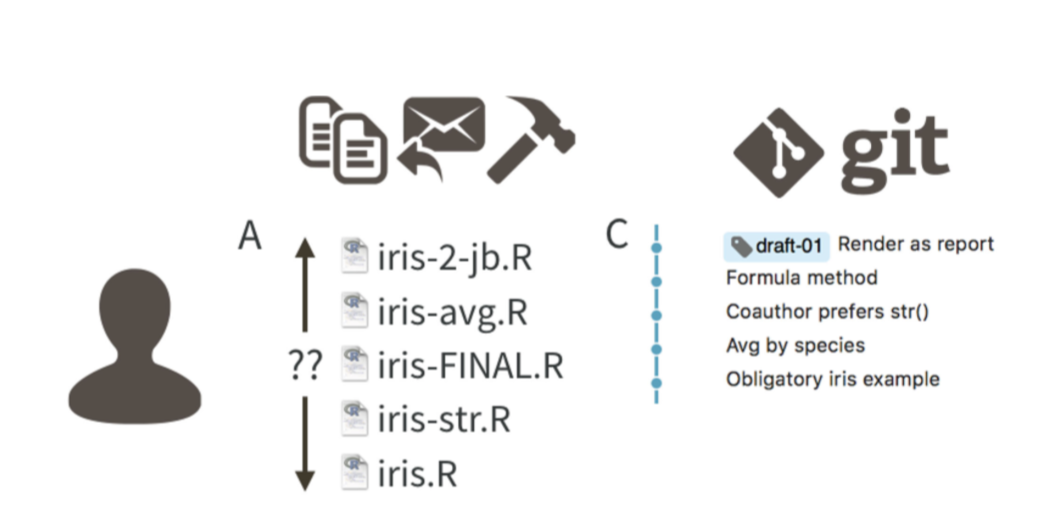 git
A
iris-2-jb.R
iris-avg.R
?? iris-FINAL.R
iris-str.R
iris.R
C
draft-01 Render as report
Formula method
Coauthor prefers str()
Avg by species
Obligatory iris example